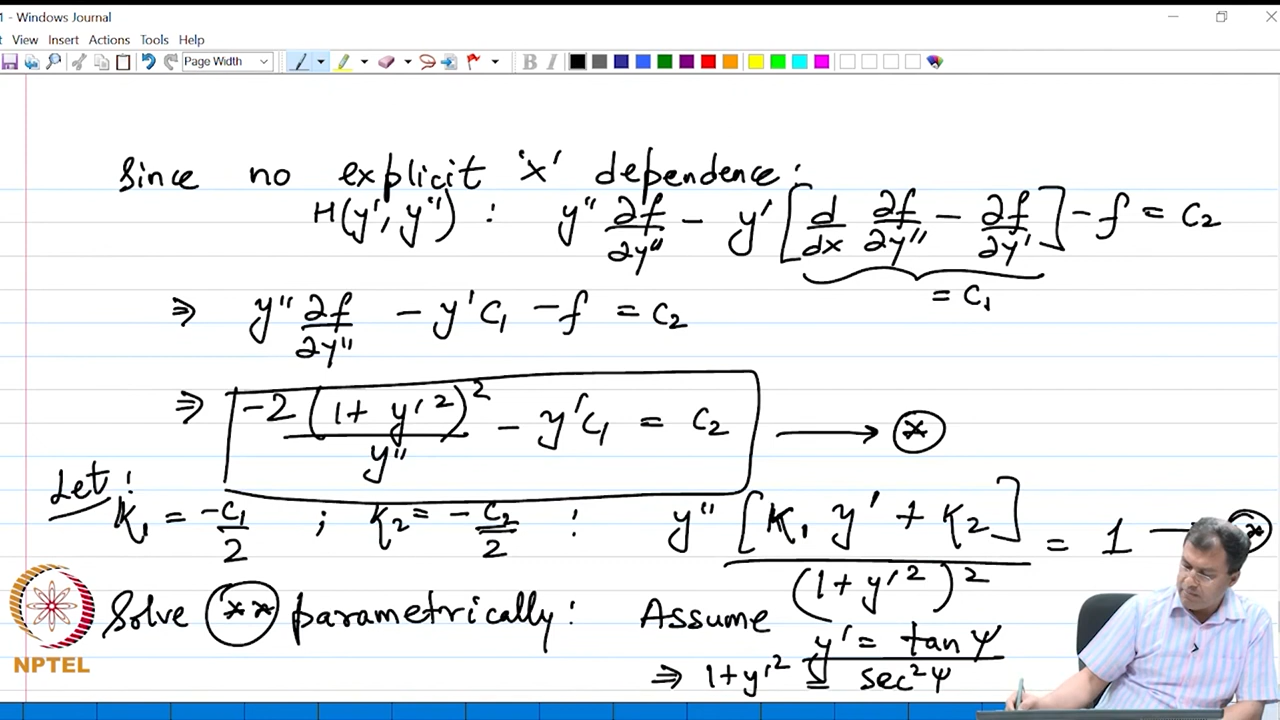 1 - Windows Journal
View Insert Actions Tools Help
Page Width
B I
Since no explicit 'x' dependence:
H(y', y'') : y'' ∂f/∂y'' - y' [d/dx ∂f/∂y'' - ∂f/∂y'] - f = c₂
= c₁
⇒ y'' ∂f/∂y'' - y' c₁ - f = c₂
⇒ -2 (1 + y'²)²/y'' - y' c₁ = c₂ → (*)
Let:
K₁ = -c₁/2 ; K₂ = -c₂/2 : y'' [K₁ y' + K₂]/(1 + y'²)² = 1 →
Solve (**) parametrically: Assume y' = tan ψ
⇒ 1 + y'² = sec² ψ
NPTEL